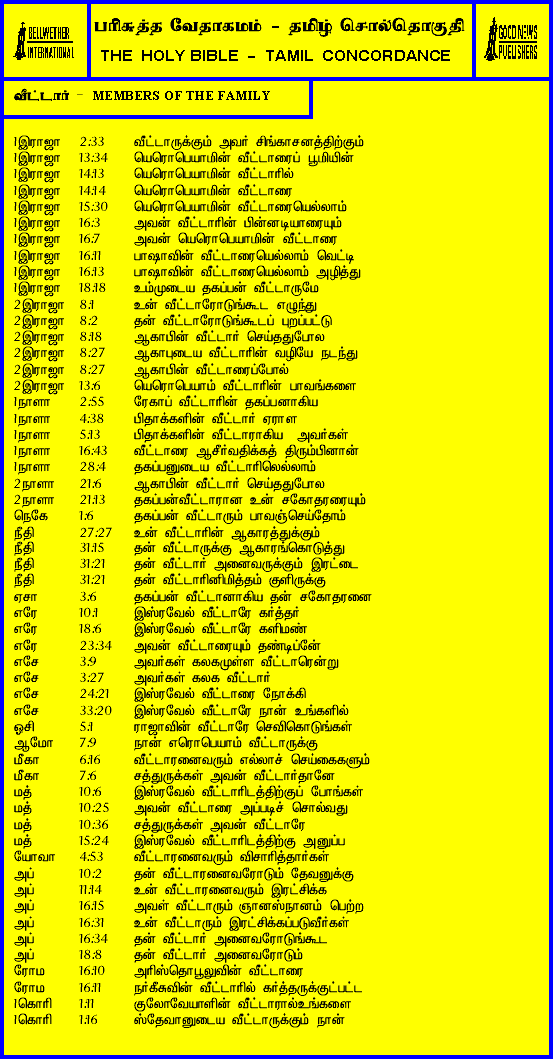 BELLWETHER
INTERNATIONAL
பரிசுத்த வேதாகமம் - தமிழ் சொல்தொகுதி
THE HOLY BIBLE - TAMIL CONCORDANCE
GOOD NEWS
PUBLISHERS
வீட்டார் - MEMBERS OF THE FAMILY
1இராஜா 2:33 வீட்டாருக்கும் அவர் சிங்காசனத்திற்கும்
1இராஜா 13:34 யெரொபெயாமின் வீட்டாரைப் பூமியின்
1இராஜா 14:13 யெரொபெயாமின் வீட்டாரில்
1இராஜா 14:14 யெரொபெயாமின் வீட்டாரை
1இராஜா 15:30 யெரொபெயாமின் வீட்டாரையெல்லாம்
1இராஜா 16:3 அவன் வீட்டாரின் பின்னடியாரையும்
1இராஜா 16:7 அவன் யெரொபெயாமின் வீட்டாரை
1இராஜா 16:11 பாஷாவின் வீட்டாரையெல்லாம் வெட்டி
1இராஜா 16:13 பாஷாவின் வீட்டாரையெல்லாம் அழித்து
1இராஜா 18:18 உம்முடைய தகப்பன் வீட்டாருமே
2இராஜா 8:1 உன் வீட்டாரோடுங்கூட எழுந்து
2இராஜா 8:2 தன் வீட்டாரோடுங்கூடப் புறப்பட்டு
2இராஜா 8:18 ஆகாபின் வீட்டார் செய்ததுபோல
2இராஜா 8:27 ஆகாபுடைய வீட்டாரின் வழியே நடந்து
2இராஜா 8:27 ஆகாபின் வீட்டாரைப்போல்
2இராஜா 13:6 யெரொபெயாம் வீட்டாரின் பாவங்களை
1நாளா 2:55 ரேகாப் வீட்டாரின் தகப்பனாகிய
1நாளா 4:38 பிதாக்களின் வீட்டார் ஏராள
1நாளா 5:13 பிதாக்களின் வீட்டாராகிய அவர்கள்
1நாளா 16:43 வீட்டாரை ஆசீர்வதிக்கத் திரும்பினான்
1நாளா 28:4 தகப்பனுடைய வீட்டாரிலெல்லாம்
2நாளா 21:6 ஆகாபின் வீட்டார் செய்ததுபோல
2நாளா 21:13 தகப்பன்வீட்டாரான உன் சகோதரரையும்
நெகே 1:6 தகப்பன் வீட்டாரும் பாவஞ்செய்தோம்
நீதி 27:27 உன் வீட்டாரின் ஆகாரத்துக்கும்
நீதி 31:15 தன் வீட்டாருக்கு ஆகாரங்கொடுத்து
நீதி 31:21 தன் வீட்டார் அனைவருக்கும் இரட்டை
நீதி 31:21 தன் வீட்டாரினிமித்தம் குளிருக்கு
ஏசா 3:6 தகப்பன் வீட்டானாகிய தன் சகோதரனை
எரே 10:1 இஸ்ரவேல் வீட்டாரே கர்த்தர்
எரே 18:6 இஸ்ரவேல் வீட்டாரே களிமண்
எரே 23:34 அவன் வீட்டாரையும் தண்டிப்பேன்
எசே 3:9 அவர்கள் கலகமுள்ள வீட்டாரென்று
எசே 3:27 அவர்கள் கலக வீட்டார்
எசே 24:21 இஸ்ரவேல் வீட்டாரை நோக்கி
எசே 33:20 இஸ்ரவேல் வீட்டாரே நான் உங்களில்
ஓசி 5:1 ராஜாவின் வீட்டாரே செவிகொடுங்கள்
ஆமோ 7:9 நான் எரொபெயாம் வீட்டாருக்கு
மீகா 6:16 வீட்டாரனைவரும் எல்லாச் செய்கைகளும்
மீகா 7:6 சத்துருக்கள் அவன் வீட்டார்தானே
மத் 10:6 இஸ்ரவேல் வீட்டாரிடத்திற்குப் போங்கள்
மத் 10:25 அவன் வீட்டாரை அப்படிச் சொல்வது
மத் 10:36 சத்துருக்கள் அவன் வீட்டாரே
மத் 15:24 இஸ்ரவேல் வீட்டாரிடத்திற்கு அனுப்ப
யோவா 4:53 வீட்டாரனைவரும் விசாரித்தார்கள்
அப் 10:2 தன் வீட்டாரனைவரோடும் தேவனுக்கு
அப் 11:14 உன் வீட்டாரனைவரும் இரட்சிக்க
அப் 16:15 அவள் வீட்டாரும் ஞானஸ்நானம் பெற்ற
அப் 16:31 உன் வீட்டாரும் இரட்சிக்கப்படுவீர்கள்
அப் 16:34 தன் வீட்டார் அனைவரோடுங்கூட
அப் 18:8 தன் வீட்டார் அனைவரோடும்
ரோம 16:10 அரிஸ்தொபூலுவின் வீட்டாரை
ரோம 16:11 நர்கீசுவின் வீட்டாரில் கர்த்தருக்குட்பட்ட
1கொரி 1:11 குலோவேயாளின் வீட்டாரால்உங்களை
1கொரி 1:16 ஸ்தேவானுடைய வீட்டாருக்கும் நான்